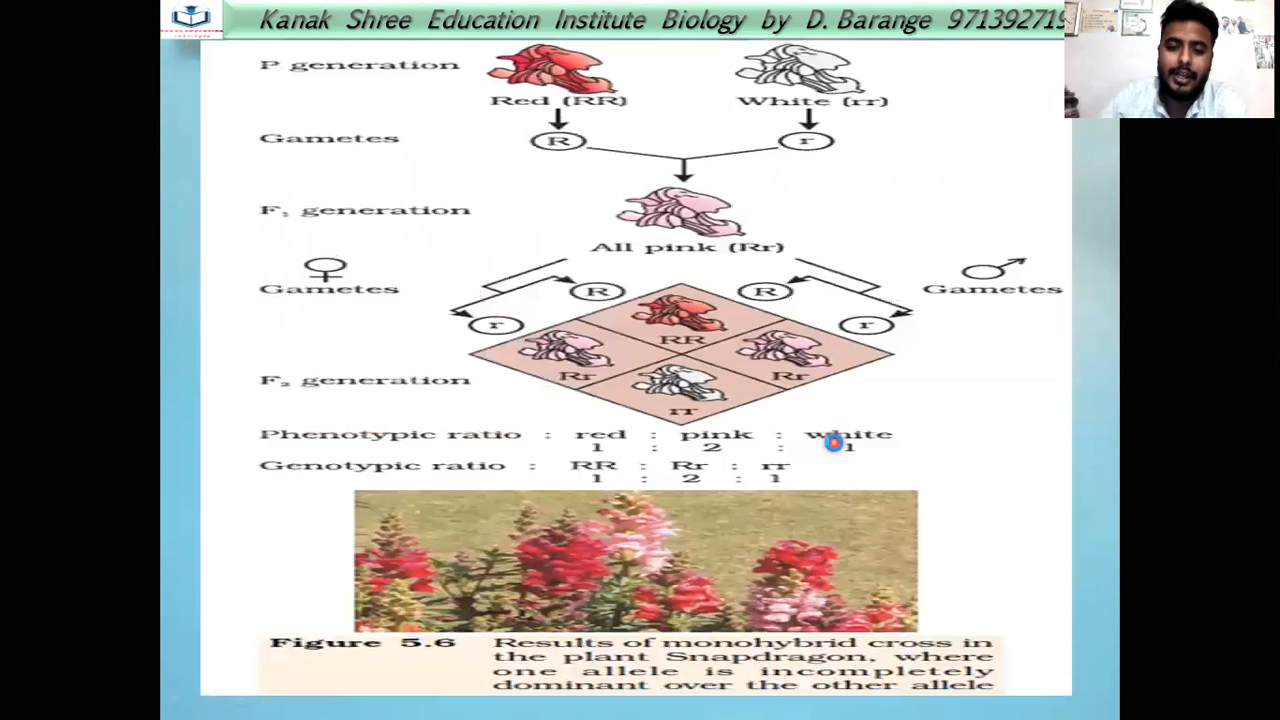 Kanak Shree Education Institute Biology by D. Barange 971392719
P generation
Red (RR) White (rr)
Gametes R r
F₁ generation
All pink (Rr)
Gametes R R Gametes
r r
RR
Rr Rr
F₂ generation
rr
Phenotypic ratio : red : pink : white
1 : 2 : 1
Genotypic ratio : RR : Rr : rr
1 : 2 : 1
Figure 5.6 Results of monohybrid cross in
the plant Snapdragon, where
one allele is incompletely
dominant over the other allele